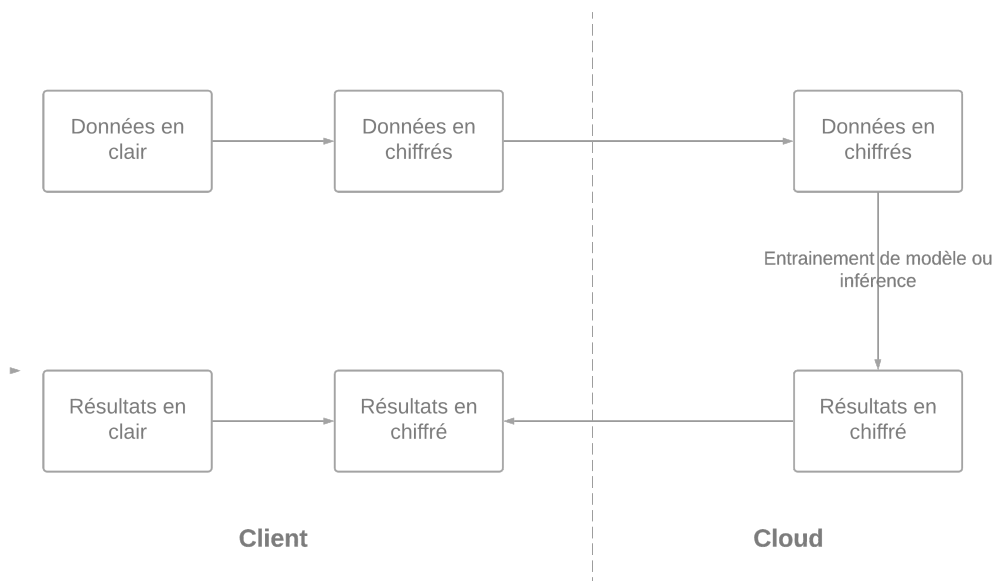 Données en
clair
Données en
chiffrés
Données en
chiffrés
Entrainement de modèle ou
inférence
Résultats en
clair
Résultats en
chiffré
Résultats en
chiffré
Client
Cloud